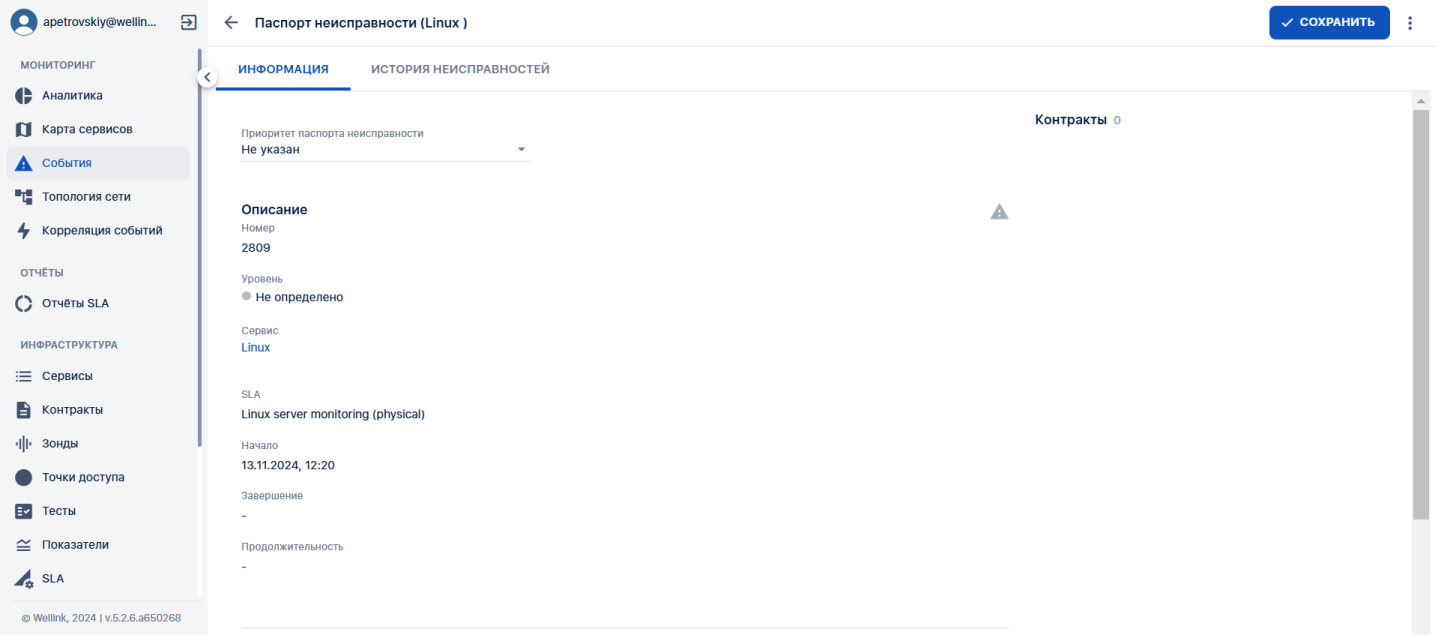 apetrovskiy@wellin...
МОНИТОРИНГ
Аналитика
Карта сервисов
События
Топология сети
Корреляция событий
ОТЧЁТЫ
Отчёты SLA
ИНФРАСТРУКТУРА
Сервисы
Контракты
Зонды
Точки доступа
Тесты
Показатели
SLA
© Wellink, 2024 | v.5.2.6.a650268
Паспорт неисправности (Linux )
СОХРАНИТЬ
ИНФОРМАЦИЯ
ИСТОРИЯ НЕИСПРАВНОСТЕЙ
Приоритет паспорта неисправности
Не указан
Описание
Номер
2809
Уровень
Не определено
Сервис
Linux
SLA
Linux server monitoring (physical)
Начало
13.11.2024, 12:20
Завершение
-
Продолжительность
-
Контракты 0